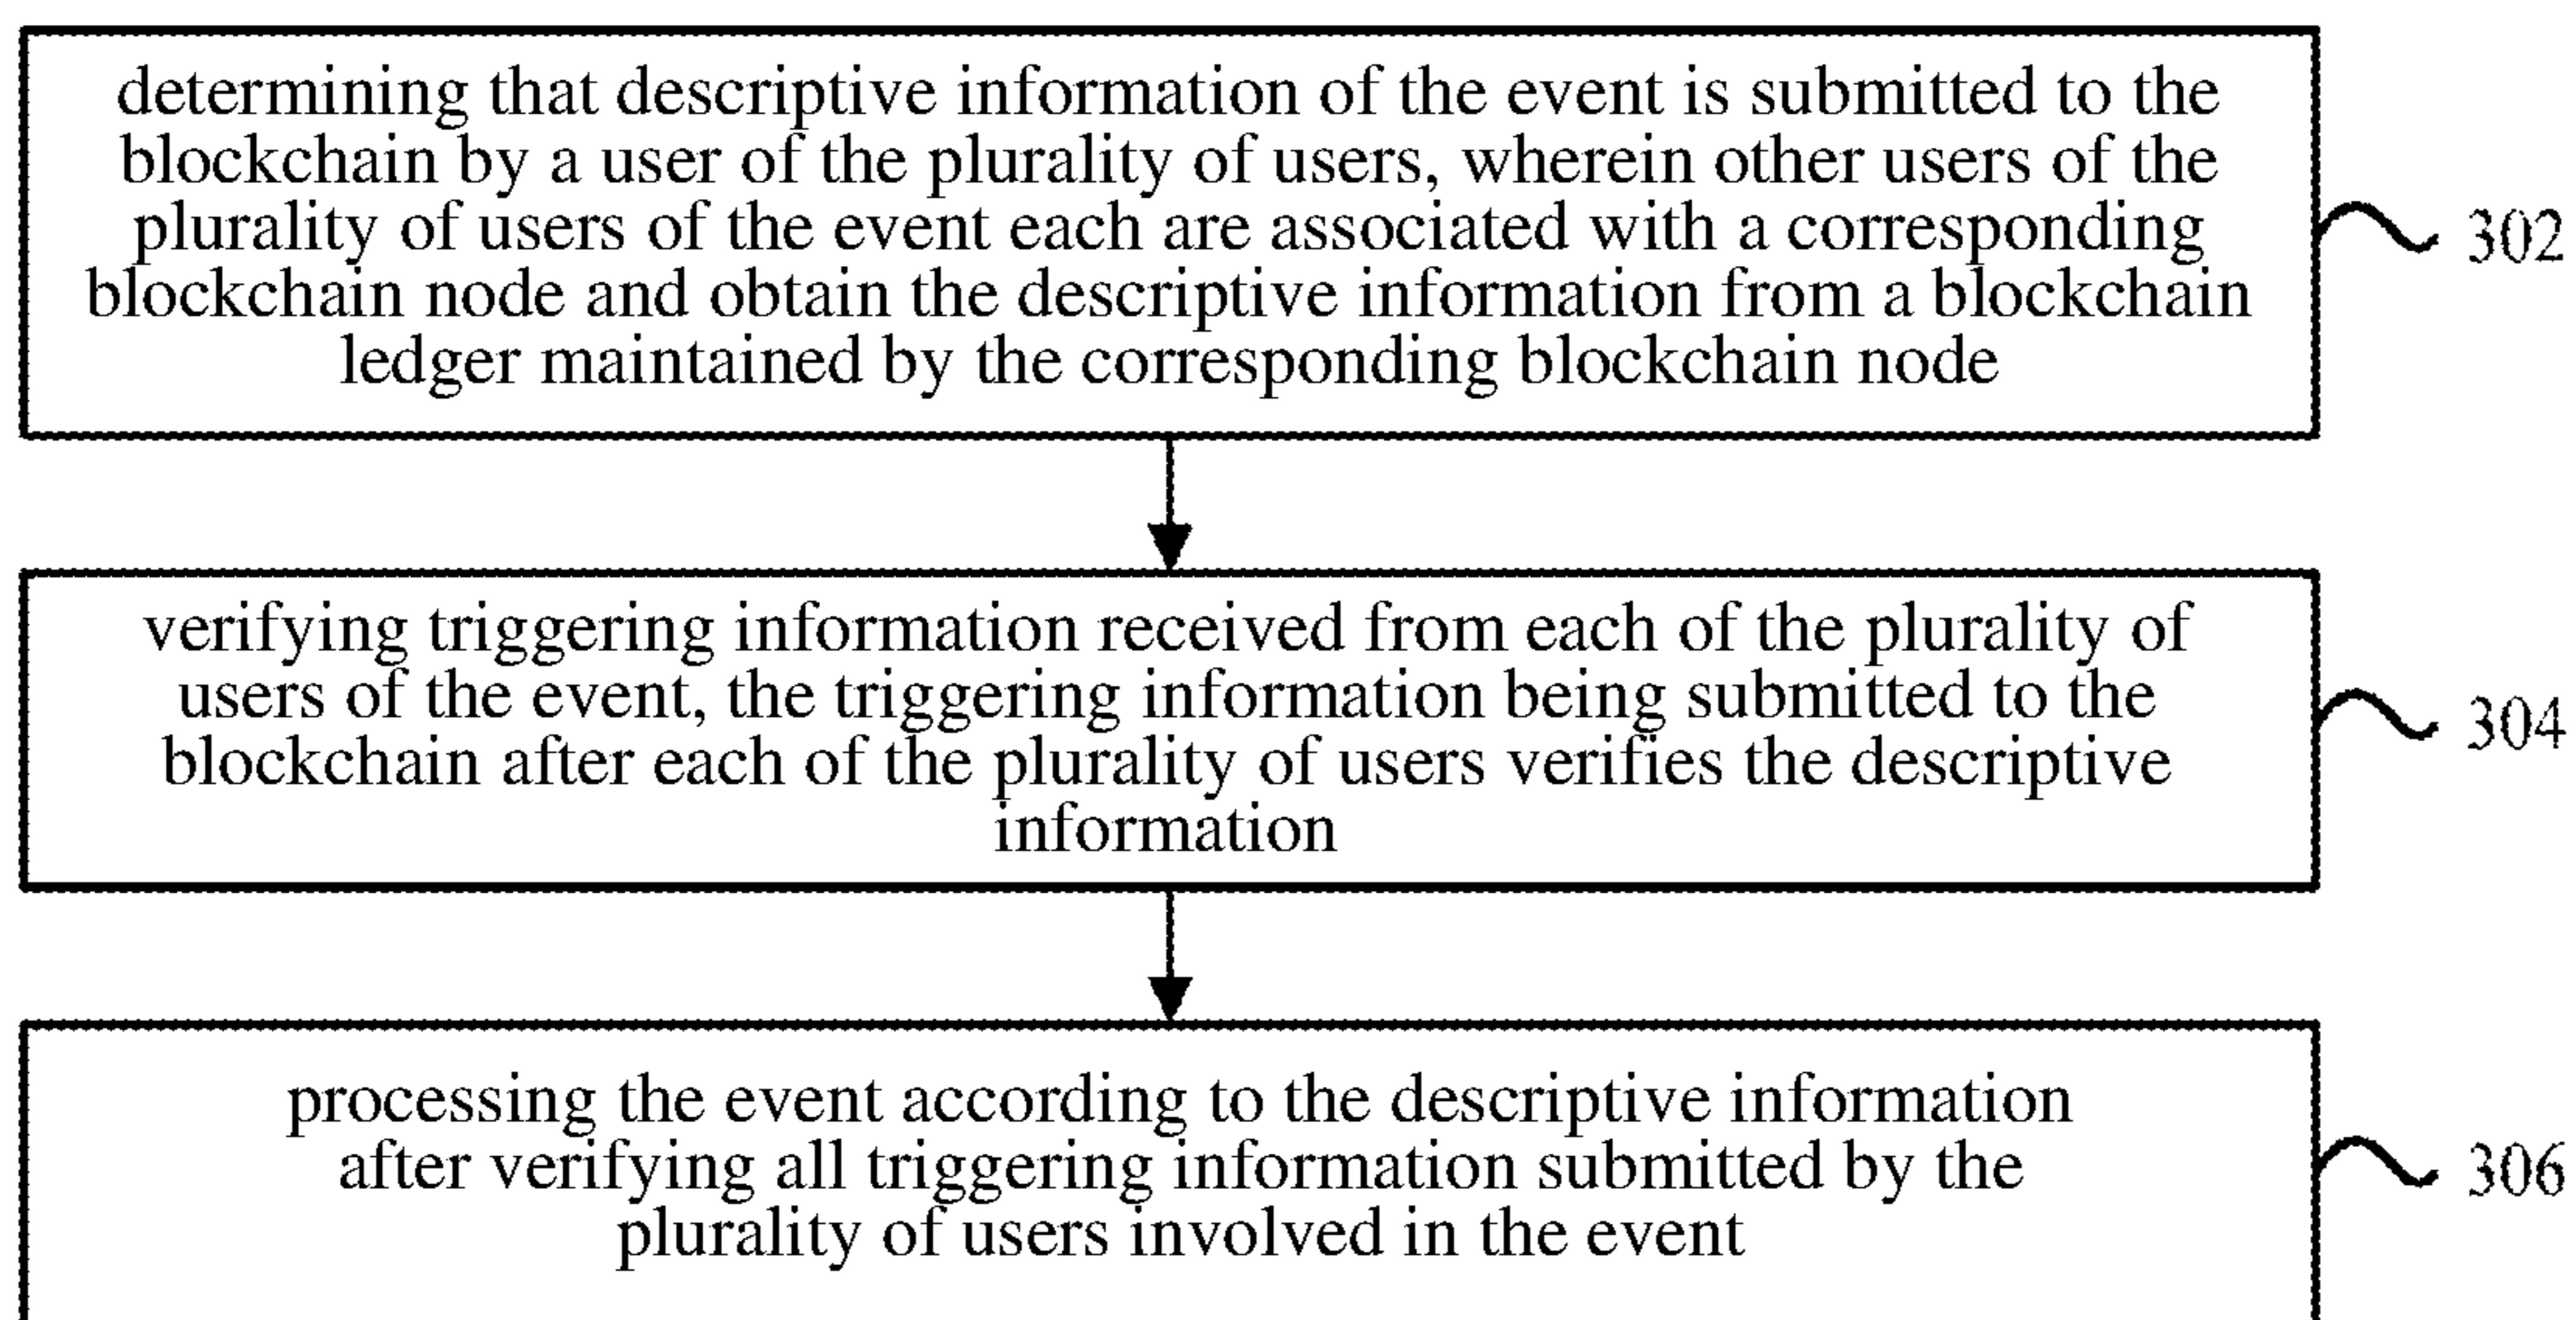 determining that descriptive information of the event is submitted to the
blockchain by a user of the plurality of users, wherein other users of the
plurality of users of the event each are associated with a corresponding
blockchain node and obtain the descriptive information from a blockchain
ledger maintained by the corresponding blockchain node
302
verifying triggering information received from each of the plurality of
users of the event, the triggering information being submitted to the
blockchain after each of the plurality of users verifies the descriptive
information
304
processing the event according to the descriptive information
after verifying all triggering information submitted by the
plurality of users involved in the event
306